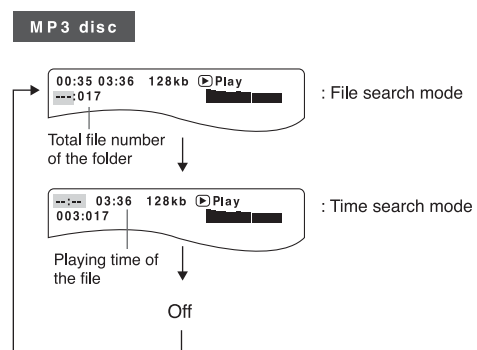 MP3 disc
00:35 03:36 128kb Play
---:017
: File search mode
Total file number
of the folder
--:-- 03:36 128kb Play
003:017
: Time search mode
Playing time of
the file
Off